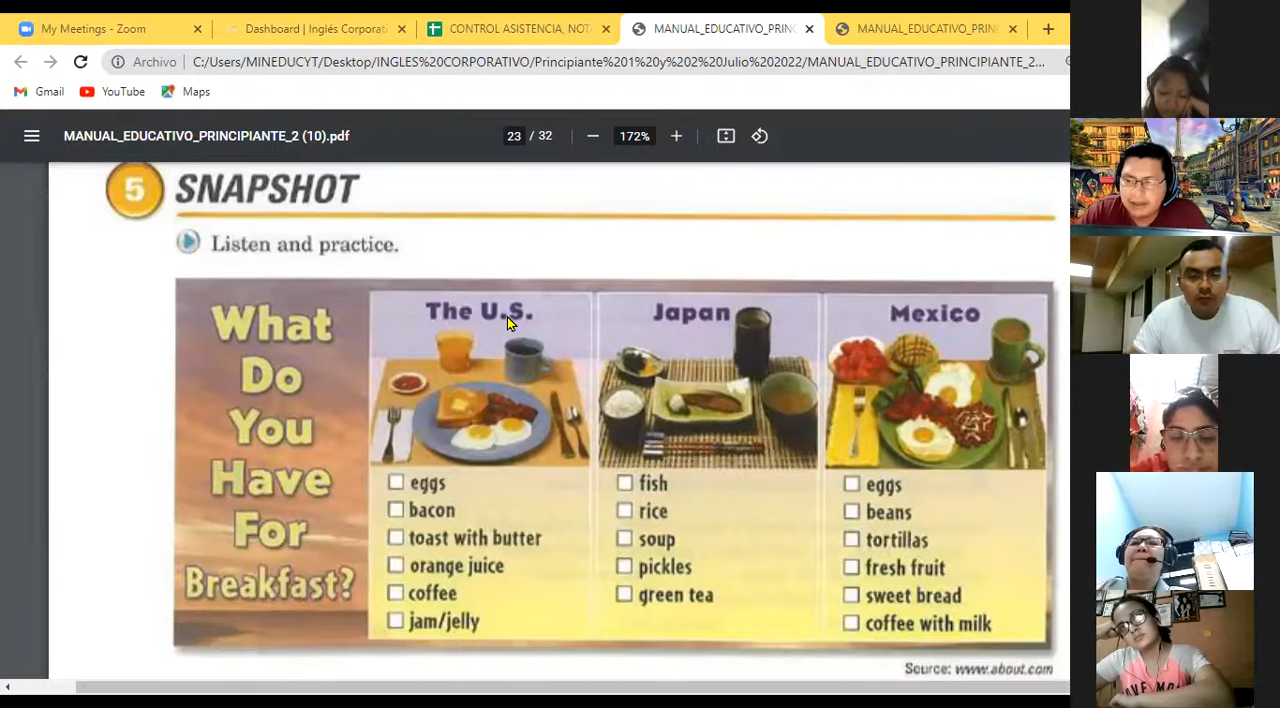 My Meetings - Zoom
Dashboard | Inglés Corporati
CONTROL ASISTENCIA, NOT
MANUAL_EDUCATIVO_PRINC
MANUAL_EDUCATIVO_PRIN
Archivo C:/Users/MINEDUCYT/Desktop/INGLES%20CORPORATIVO/Principiante%201%20y%202%20Julio%202022/MANUAL_EDUCATIVO_PRINCIPIANTE_2...
Gmail YouTube Maps
MANUAL_EDUCATIVO_PRINCIPIANTE_2 (10).pdf
23 / 32
172%
5 SNAPSHOT
Listen and practice.
What
Do
You
Have
For
Breakfast?
The U.S.
eggs
bacon
toast with butter
orange juice
coffee
jam/jelly
Japan
fish
rice
soup
pickles
green tea
Mexico
eggs
beans
tortillas
fresh fruit
sweet bread
coffee with milk
Source: www.about.com